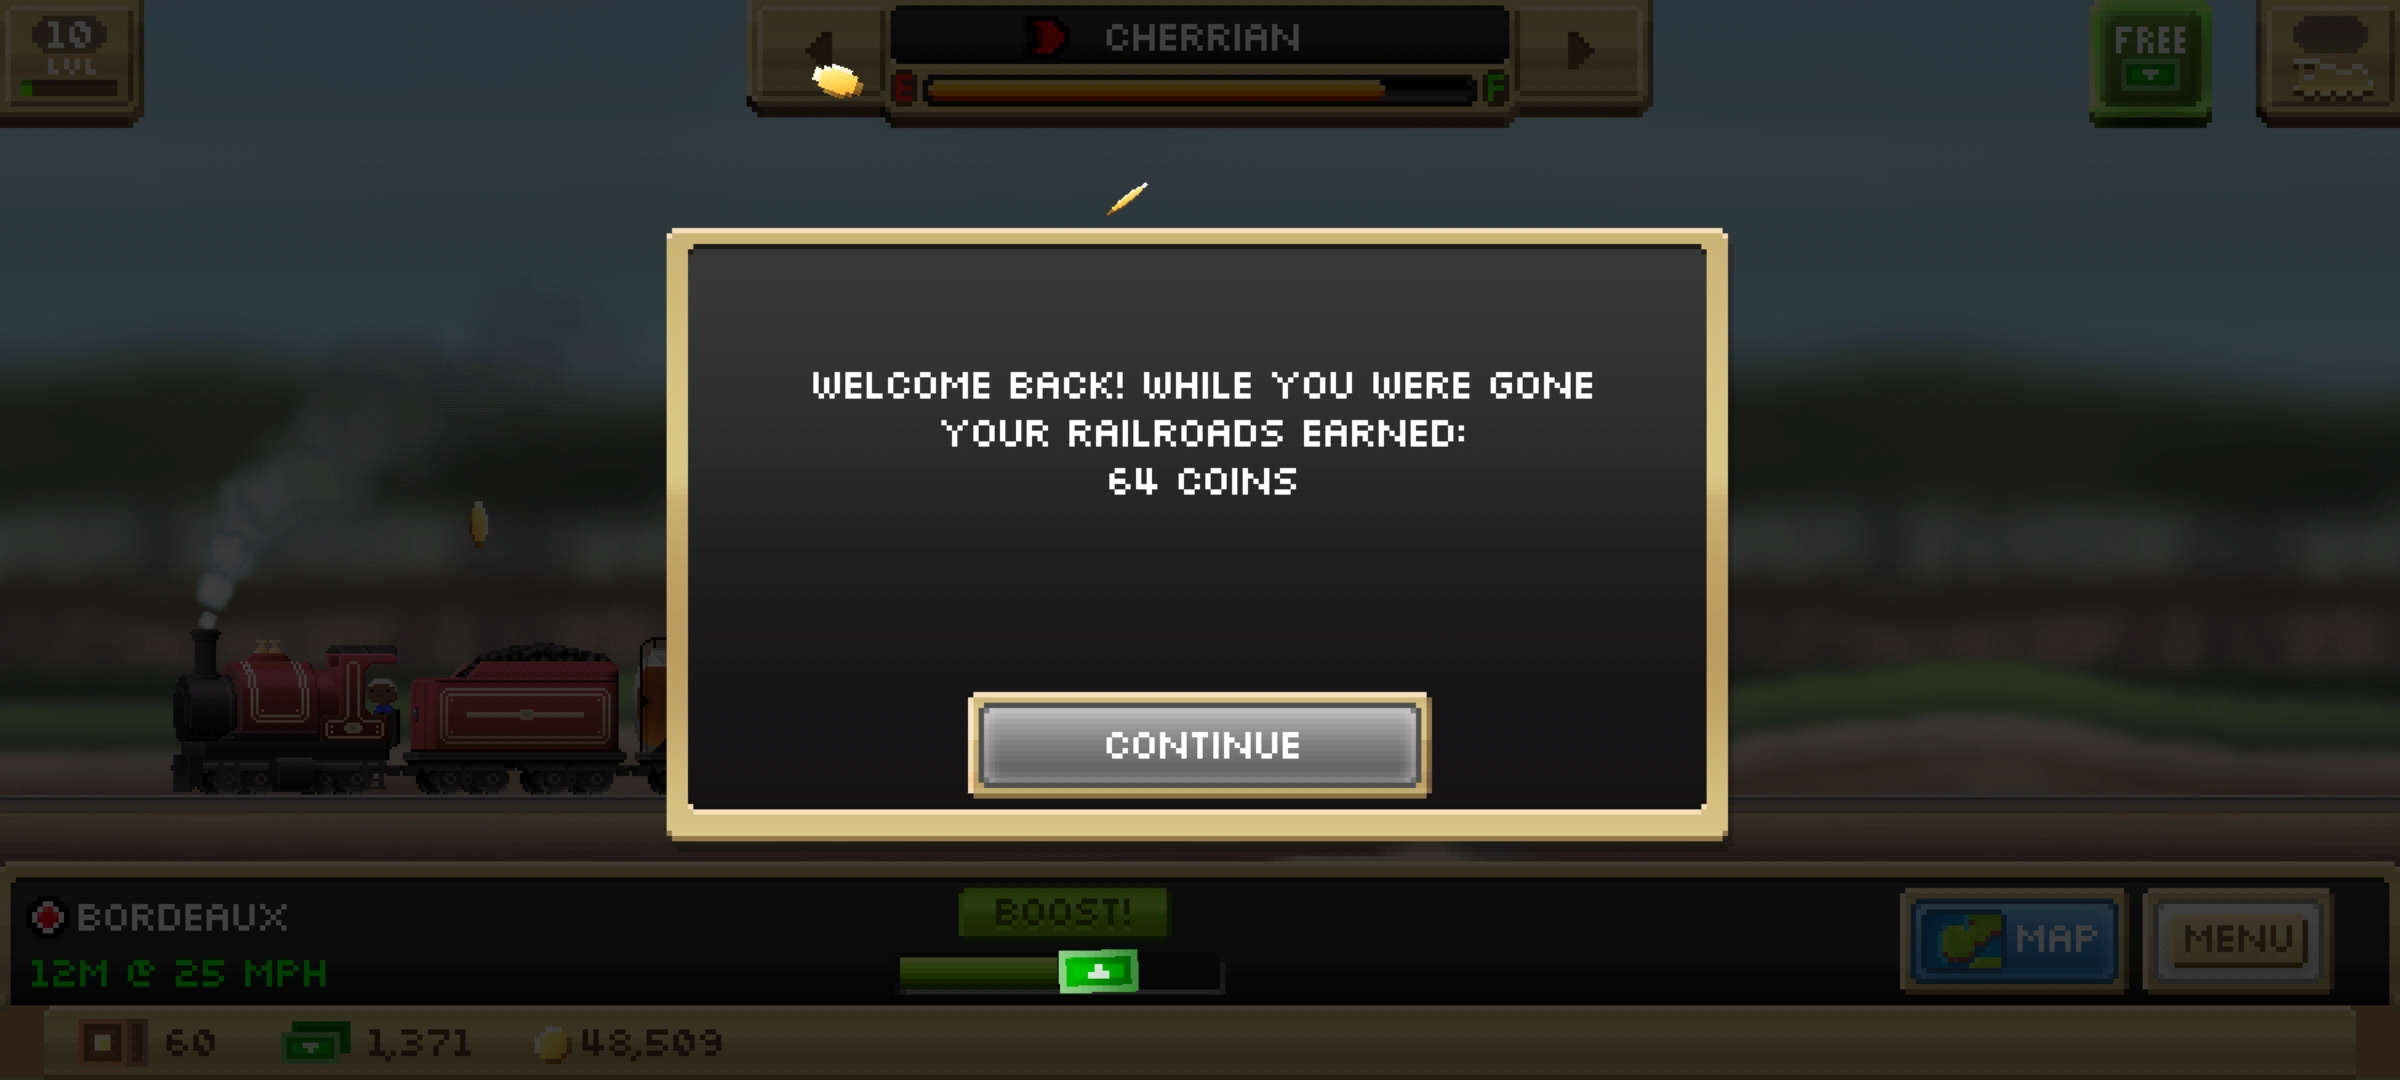 10
LVL
CHERRIAN
E
F
FREE
WELCOME BACK! WHILE YOU WERE GONE
YOUR RAILROADS EARNED:
64 COINS
CONTINUE
BORDEAUX
12M @ 25 MPH
BOOST!
MAP
MENU
60
1,371
48,509